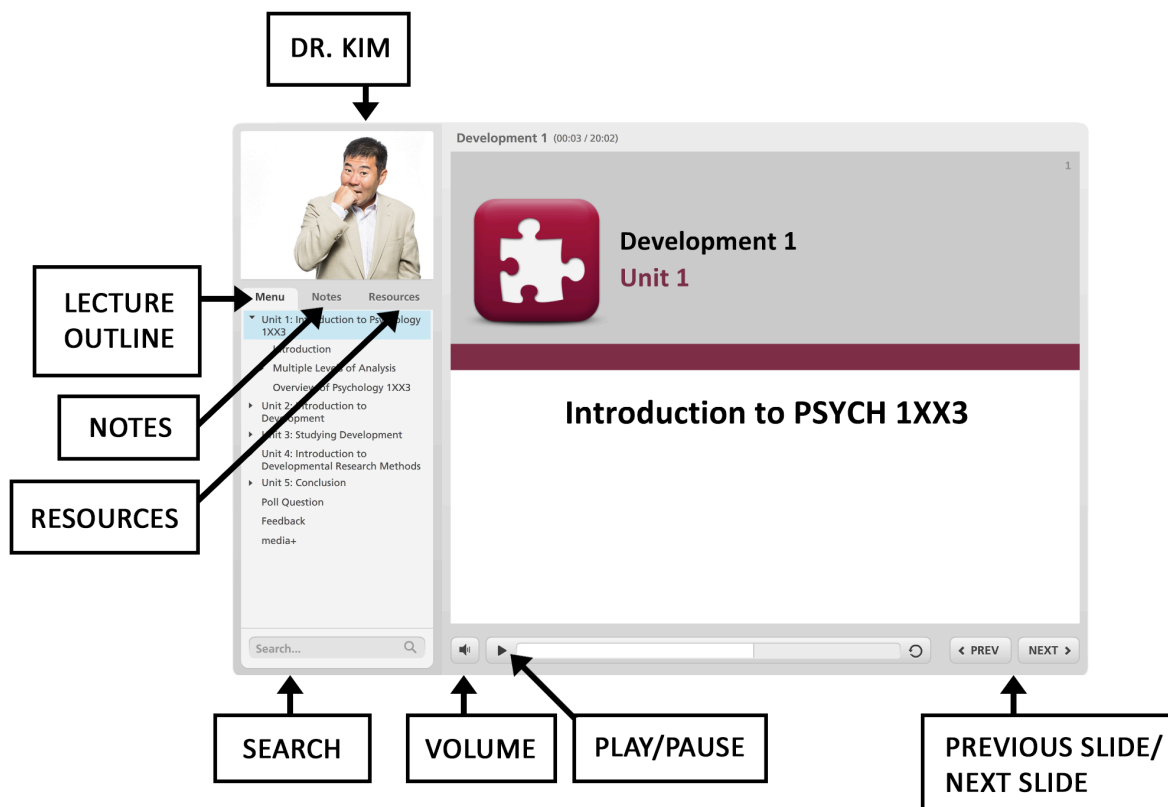 DR. KIM
Development 1 (00:03 / 20:02)
1
Development 1
Unit 1
LECTURE
OUTLINE
Menu Notes Resources
Unit 1: Introduction to Psychology
1XX3
Introduction
Multiple Levels of Analysis
Overview of Psychology 1XX3
Unit 2: Introduction to
Development
Unit 3: Studying Development
Unit 4: Introduction to
Developmental Research Methods
Unit 5: Conclusion
Poll Question
Feedback
media+
NOTES
RESOURCES
Introduction to PSYCH 1XX3
Search...
PREV
NEXT
SEARCH
VOLUME
PLAY/PAUSE
PREVIOUS SLIDE/
NEXT SLIDE